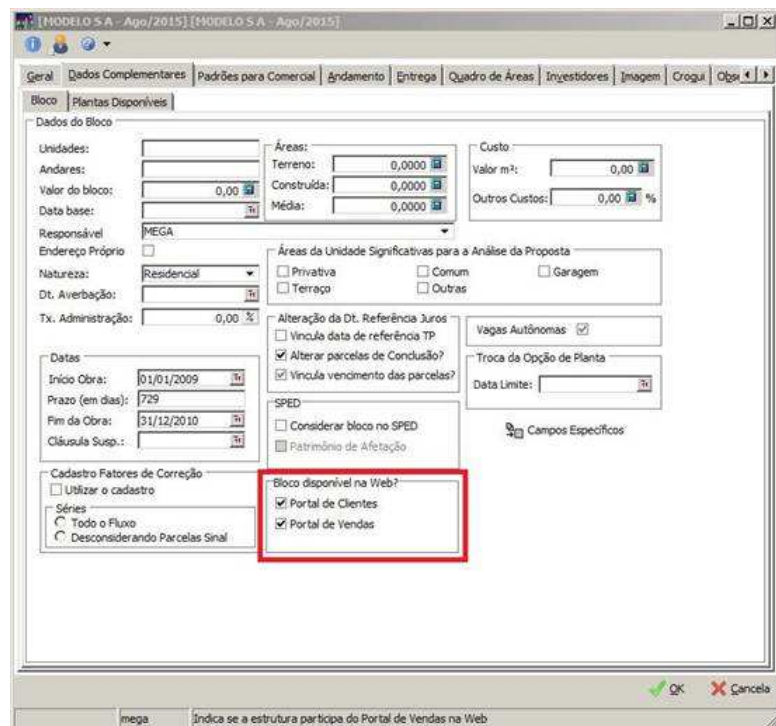 [MODELO S A - Ago/2015] [MODELO S A - Ago/2015]
Geral Dados Complementares Padrões para Comercial Andamento Entrega Quadro de Áreas Investidores Imagem Croqui
Bloco Plantas Disponíveis
Dados do Bloco
Unidades:
Andares:
Valor do bloco: 0,00
Data base:
Responsável MEGA
Endereço Próprio
Natureza: Residencial
Dt. Averbação:
Tx. Administração: 0,00 %
Áreas:
Terreno: 0,0000
Construída: 0,0000
Média: 0,0000
Custo
Valor m²: 0,00
Outros Custos: 0,00 %
Áreas da Unidade Significativas para a Análise da Proposta
Privativa Comum Garagem
Terraço Outras
Alteração da Dt. Referência Juros
Vincula data de referência TP
Alterar parcelas de Conclusão?
Vincula vencimento das parcelas?
Vagas Autônomas
Troca da Opção de Planta
Data Limite:
Datas
Início Obra: 01/01/2009
Prazo (em dias): 729
Fim da Obra: 31/12/2010
Cláusula Susp.:
SPED
Considerar bloco no SPED
Patrimônio de Afetação
Campos Específicos
Cadastro Fatores de Correção
Utilizar o cadastro
Séries
Todo o Fluxo
Desconsiderando Parcelas Sinal
Bloco disponível na Web?
Portal de Clientes
Portal de Vendas
OK Cancela
mega Indica se a estrutura participa do Portal de Vendas na Web